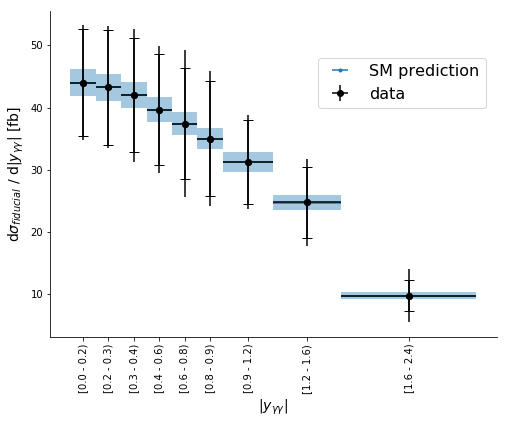 50
40
30
20
10
dσ_fiducial / d|y_γγ| [fb]
SM prediction
data
[0.0 - 0.2)
[0.2 - 0.3)
[0.3 - 0.4)
[0.4 - 0.6)
[0.6 - 0.8)
[0.8 - 0.9)
[0.9 - 1.2)
[1.2 - 1.6)
[1.6 - 2.4)
|y_γγ|